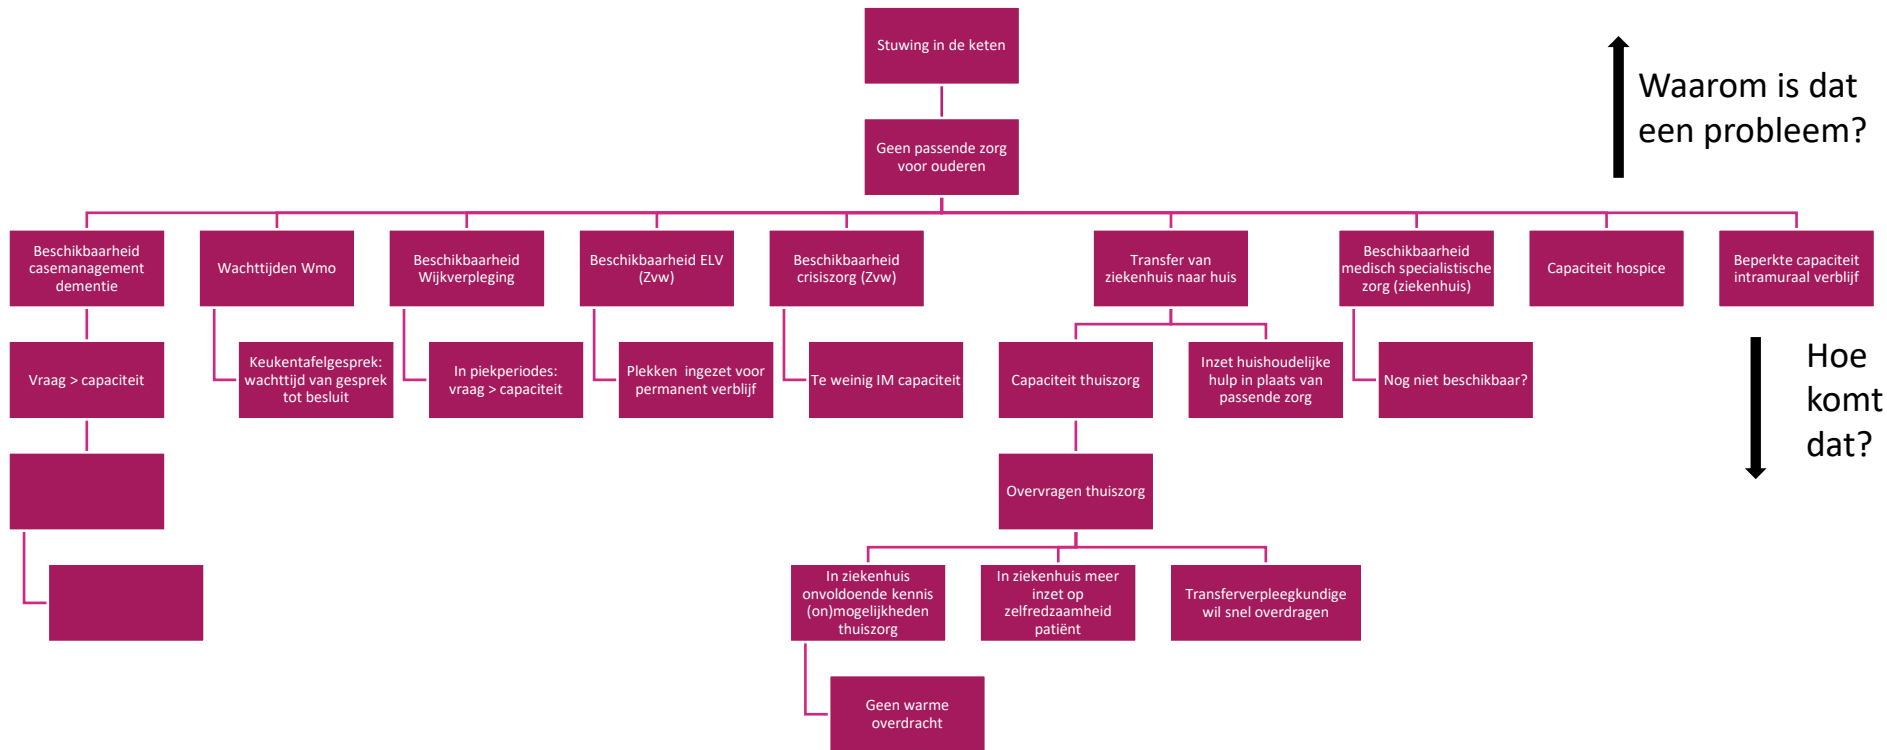 Stuwing in de keten
Waarom is dat
een probleem?
Geen passende zorg
voor ouderen
Beschikbaarheid
casemanagement
dementie
Wachttijden Wmo
Beschikbaarheid
Wijkverpleging
Beschikbaarheid ELV
(Zvw)
Beschikbaarheid
crisiszorg (Zvw)
Transfer van
ziekenhuis naar huis
Beschikbaarheid
medisch specialistische
zorg (ziekenhuis)
Capaciteit hospice
Beperkte capaciteit
intramuraal verblijf
Vraag > capaciteit
Keukentafelgesprek:
wachttijd van gesprek
tot besluit
In piekperiodes:
vraag > capaciteit
Plekken ingezet voor
permanent verblijf
Te weinig IM capaciteit
Capaciteit thuiszorg
Inzet huishoudelijke
hulp in plaats van
passende zorg
Nog niet beschikbaar?
Hoe
komt
dat?
Overvragen thuiszorg
In ziekenhuis
onvoldoende kennis
(on)mogelijkheden
thuiszorg
In ziekenhuis meer
inzet op
zelfredzaamheid
patiënt
Transferverpleegkundige
wil snel overdragen
Geen warme
overdracht